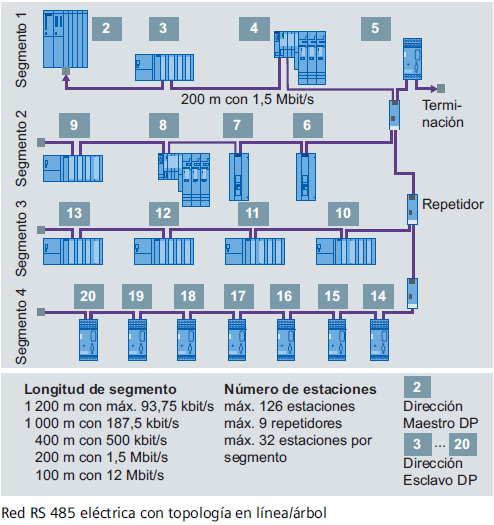 Segmento 1
2
3
4
5
200 m con 1,5 Mbit/s
Termi-
nación
Segmento 2
9
8
7
6
Segmento 3
13
12
11
10
Repetidor
Segmento 4
20
19
18
17
16
15
14
Longitud de segmento
1 200 m con máx. 93,75 kbit/s
1 000 m con 187,5 kbit/s
400 m con 500 kbit/s
200 m con 1,5 Mbit/s
100 m con 12 Mbit/s
Número de estaciones
máx. 126 estaciones
máx. 9 repetidores
máx. 32 estaciones por
segmento
2
Dirección
Maestro DP
3 ... 20
Dirección
Esclavo DP
Red RS 485 eléctrica con topología en línea/árbol